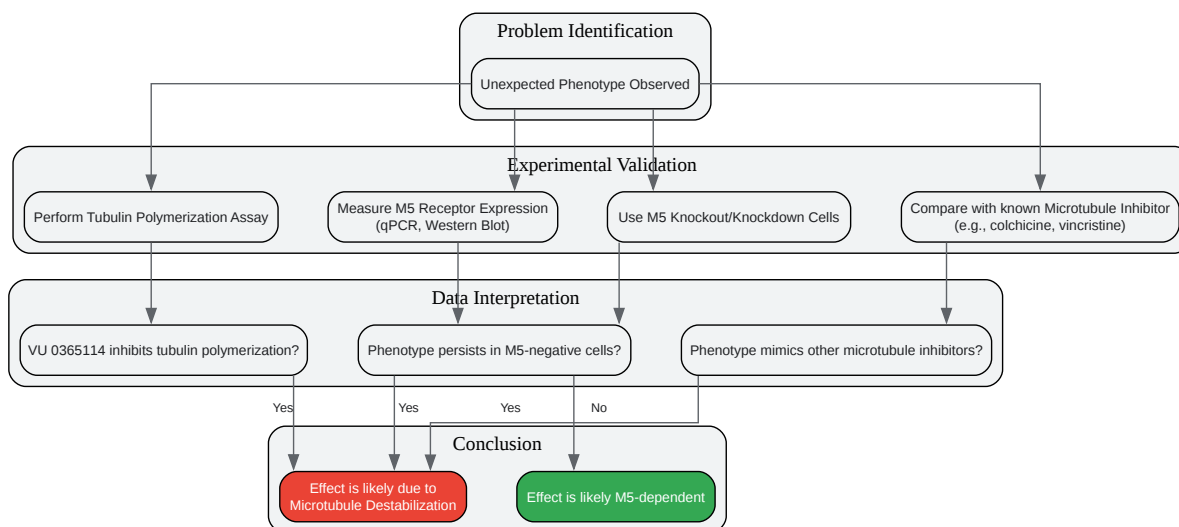 Problem Identification
Unexpected Phenotype Observed
Experimental Validation
Perform Tubulin Polymerization Assay
Measure M5 Receptor Expression
(qPCR, Western Blot)
Use M5 Knockout/Knockdown Cells
Compare with known Microtubule Inhibitor
(e.g., colchicine, vincristine)
Data Interpretation
VU 0365114 inhibits tubulin polymerization?
Phenotype persists in M5-negative cells?
Phenotype mimics other microtubule inhibitors?
Yes
Yes
Yes
No
Conclusion
Effect is likely due to
Microtubule Destabilization
Effect is likely M5-dependent